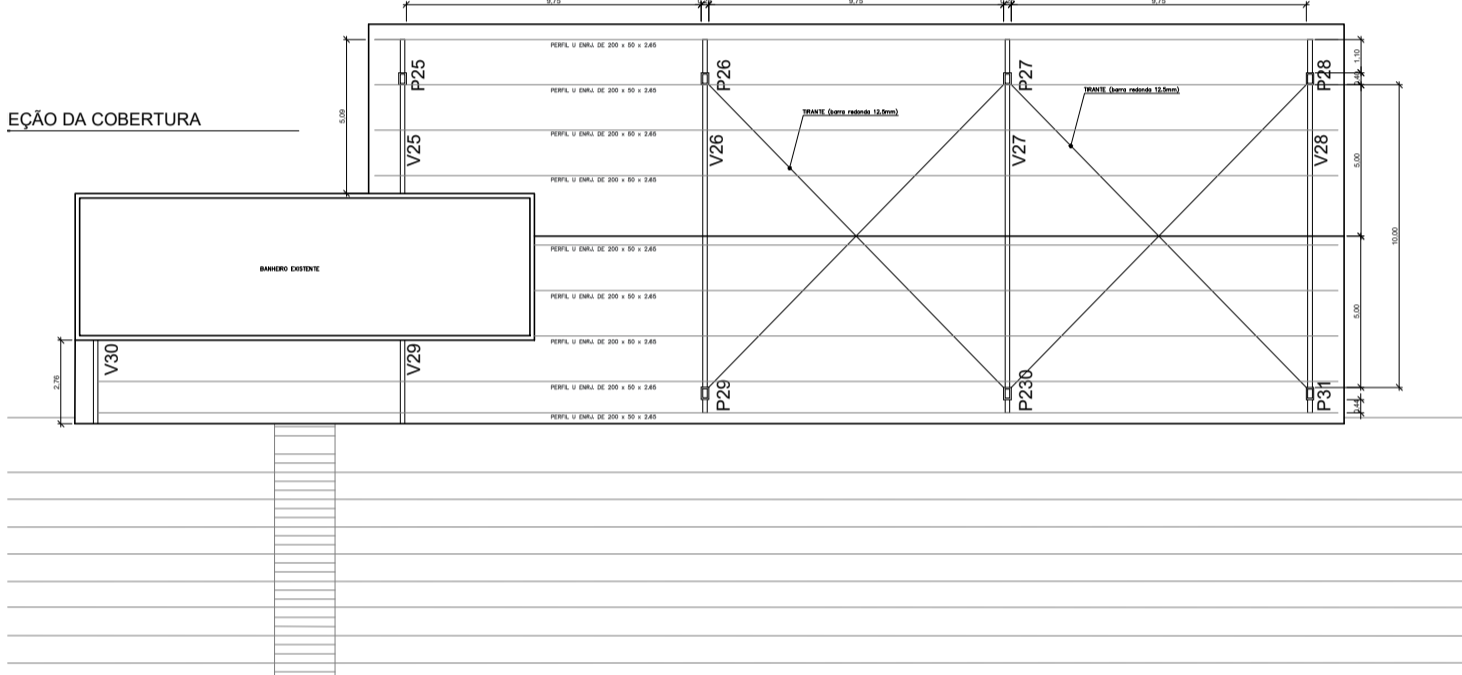 9,75
9,75
9,75
PERFIL U ENRJ. DE 200 x 50 x 2.65
P25
P26
P27
P28
1,10
PERFIL U ENRJ. DE 200 x 50 x 2.65
TIRANTE (barra redonda 12.5mm)
TIRANTE (barra redonda 12.5mm)
EÇÃO DA COBERTURA
5,09
PERFIL U ENRJ. DE 200 x 50 x 2.65
V25
V26
V27
V28
5,00
PERFIL U ENRJ. DE 200 x 50 x 2.65
10,00
PERFIL U ENRJ. DE 200 x 50 x 2.65
BANHEIRO EXISTENTE
PERFIL U ENRJ. DE 200 x 50 x 2.65
5,00
PERFIL U ENRJ. DE 200 x 50 x 2.65
V30
V29
2,76
PERFIL U ENRJ. DE 200 x 50 x 2.65
P29
P230
P31
PERFIL U ENRJ. DE 200 x 50 x 2.65